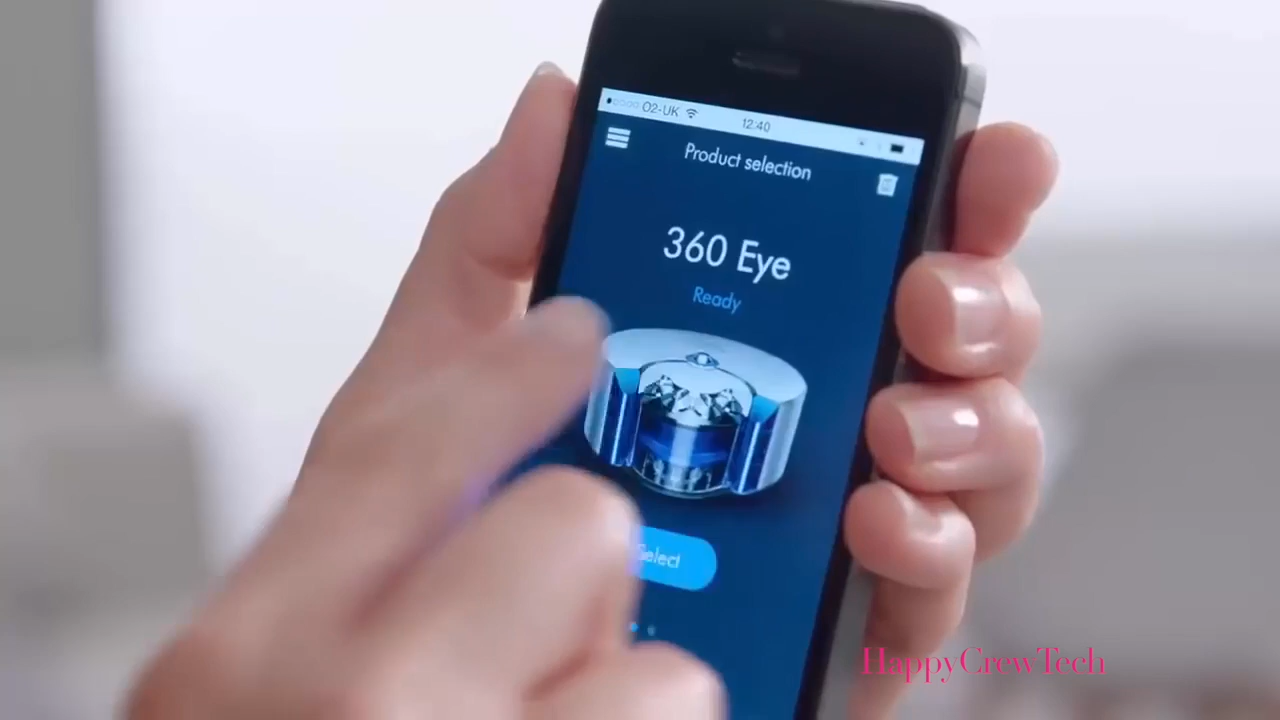 O2-UK
12:40
Product selection
360 Eye
Ready
Select
HappyCrewTech